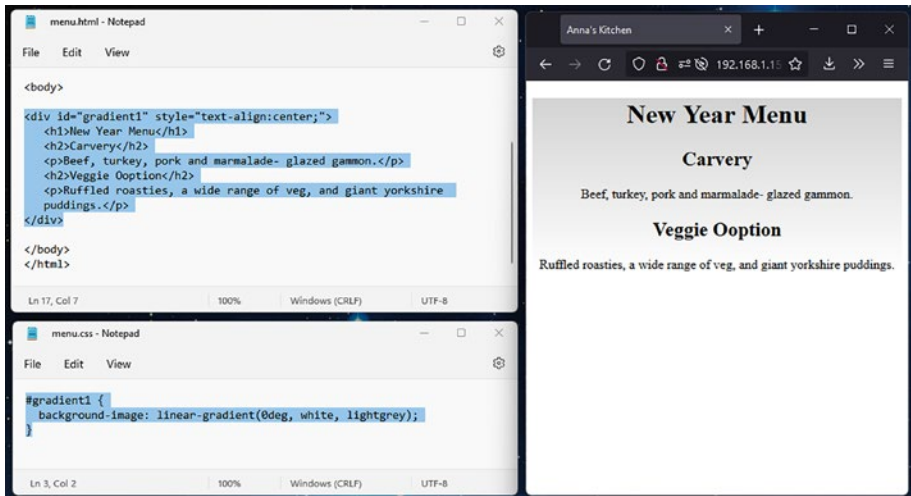 menu.html - Notepad
File Edit View
<body>
<div id="gradient1" style="text-align:center;">
<h1>New Year Menu</h1>
<h2>Carvery</h2>
<p>Beef, turkey, pork and marmalade- glazed gammon.</p>
<h2>Veggie Ooption</h2>
<p>Ruffled roasties, a wide range of veg, and giant yorkshire
puddings.</p>
</div>
</body>
</html>
Ln 17, Col 7 100% Windows (CRLF) UTF-8
menu.css - Notepad
File Edit View
#gradient1 {
background-image: linear-gradient(0deg, white, lightgrey);
}
Ln 3, Col 2 100% Windows (CRLF) UTF-8
Anna's Kitchen
192.168.1.15
New Year Menu
Carvery
Beef, turkey, pork and marmalade- glazed gammon.
Veggie Ooption
Ruffled roasties, a wide range of veg, and giant yorkshire puddings.